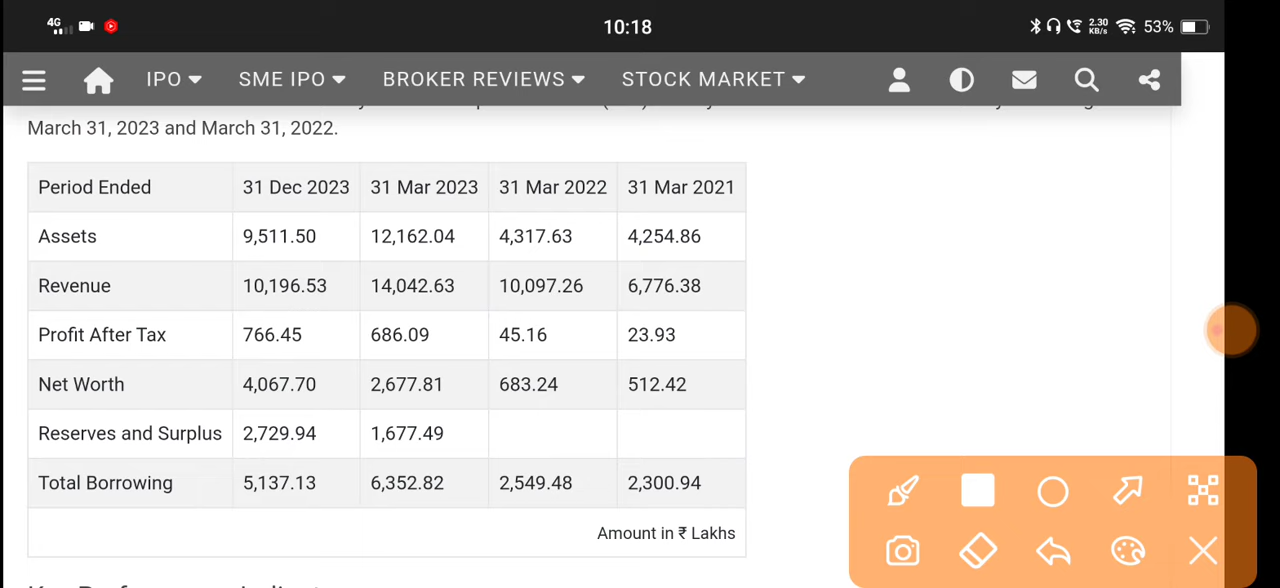 4G 10:18 2.30 KB/s 53%
IPO SME IPO BROKER REVIEWS STOCK MARKET
March 31, 2023 and March 31, 2022.
Period Ended 31 Dec 2023 31 Mar 2023 31 Mar 2022 31 Mar 2021
Assets 9,511.50 12,162.04 4,317.63 4,254.86
Revenue 10,196.53 14,042.63 10,097.26 6,776.38
Profit After Tax 766.45 686.09 45.16 23.93
Net Worth 4,067.70 2,677.81 683.24 512.42
Reserves and Surplus 2,729.94 1,677.49
Total Borrowing 5,137.13 6,352.82 2,549.48 2,300.94
Amount in ₹ Lakhs